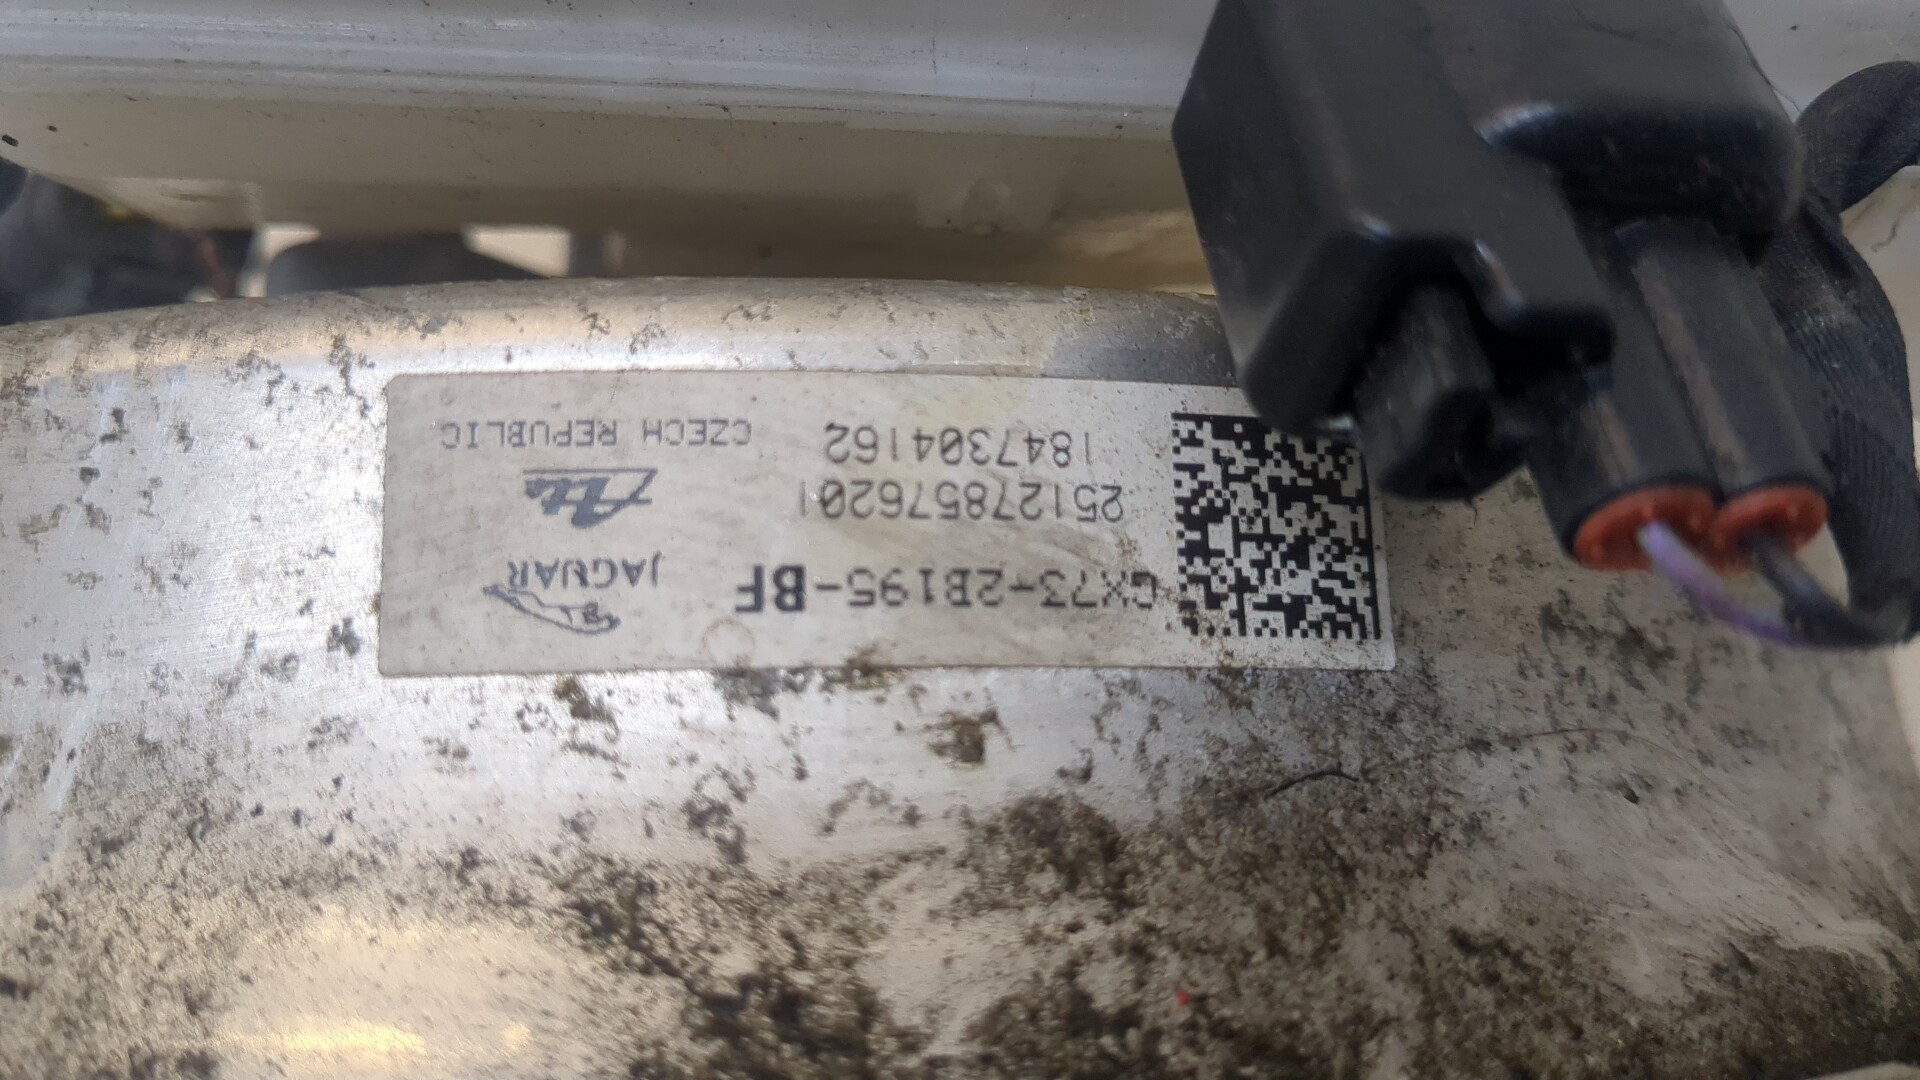 GX73-2B195-BF
JAGUAR
251278576201
Ate
1847304162
CZECH REPUBLIC